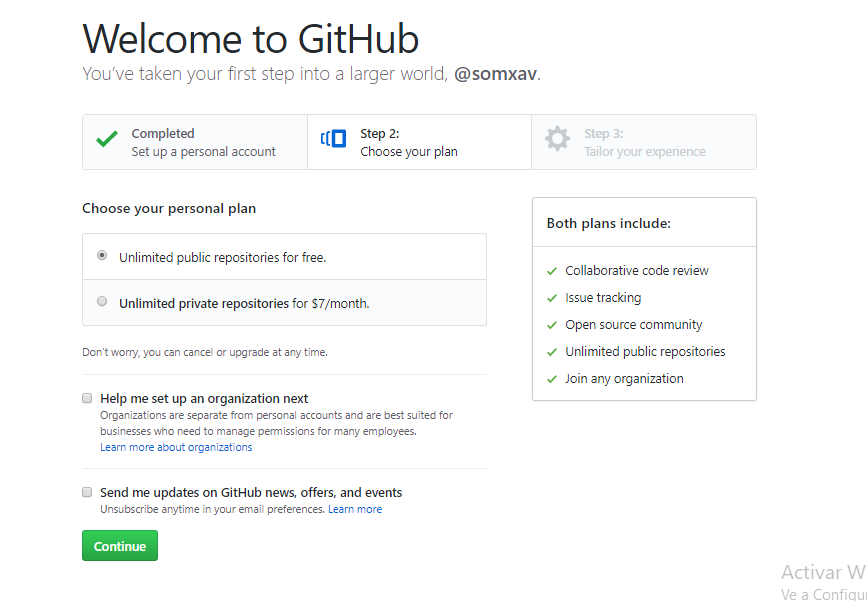 Welcome to GitHub
You’ve taken your first step into a larger world, @somxav.
Completed
Set up a personal account
Step 2:
Choose your plan
Step 3:
Tailor your experience
Choose your personal plan
Unlimited public repositories for free.
Unlimited private repositories for $7/month.
Don’t worry, you can cancel or upgrade at any time.
Help me set up an organization next
Organizations are separate from personal accounts and are best suited for
businesses who need to manage permissions for many employees.
Learn more about organizations
Send me updates on GitHub news, offers, and events
Unsubscribe anytime in your email preferences. Learn more
Continue
Both plans include:
Collaborative code review
Issue tracking
Open source community
Unlimited public repositories
Join any organization
Activar W
Ve a Configu